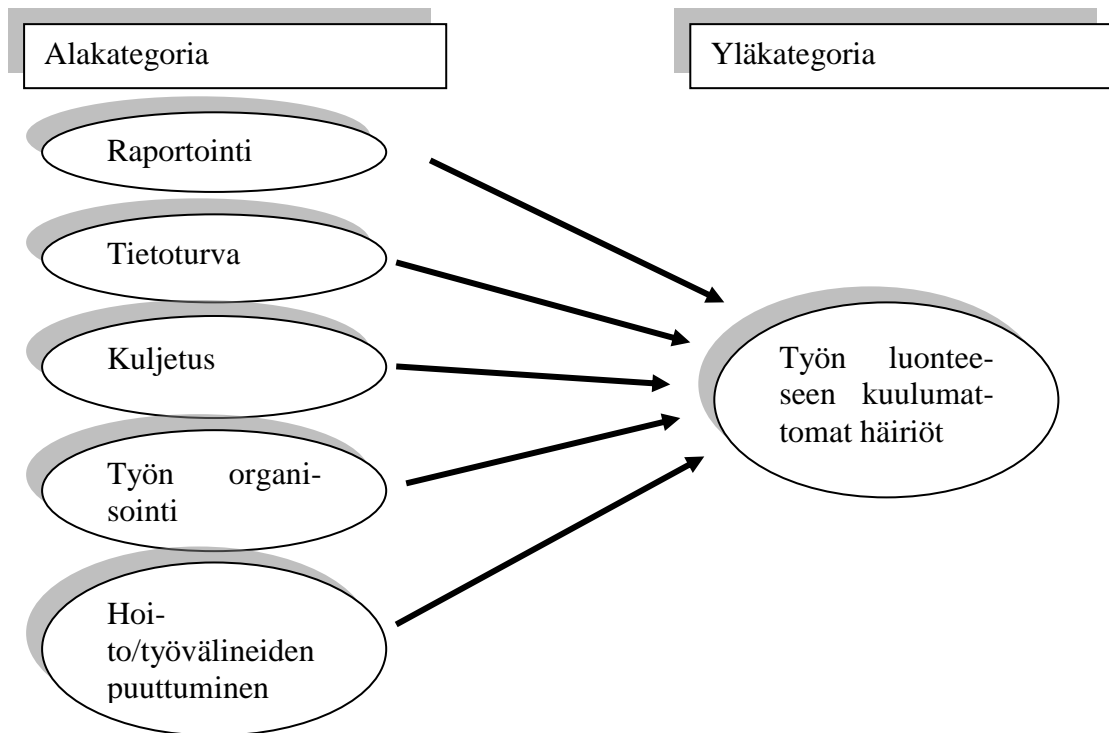 Alakategoria
Yläkategoria
Raportointi
Tietoturva
Kuljetus
Työn organi-
sointi
Hoi-
to/työvälineiden
puuttuminen
Työn luontee-
seen kuulumat-
tomat häiriöt